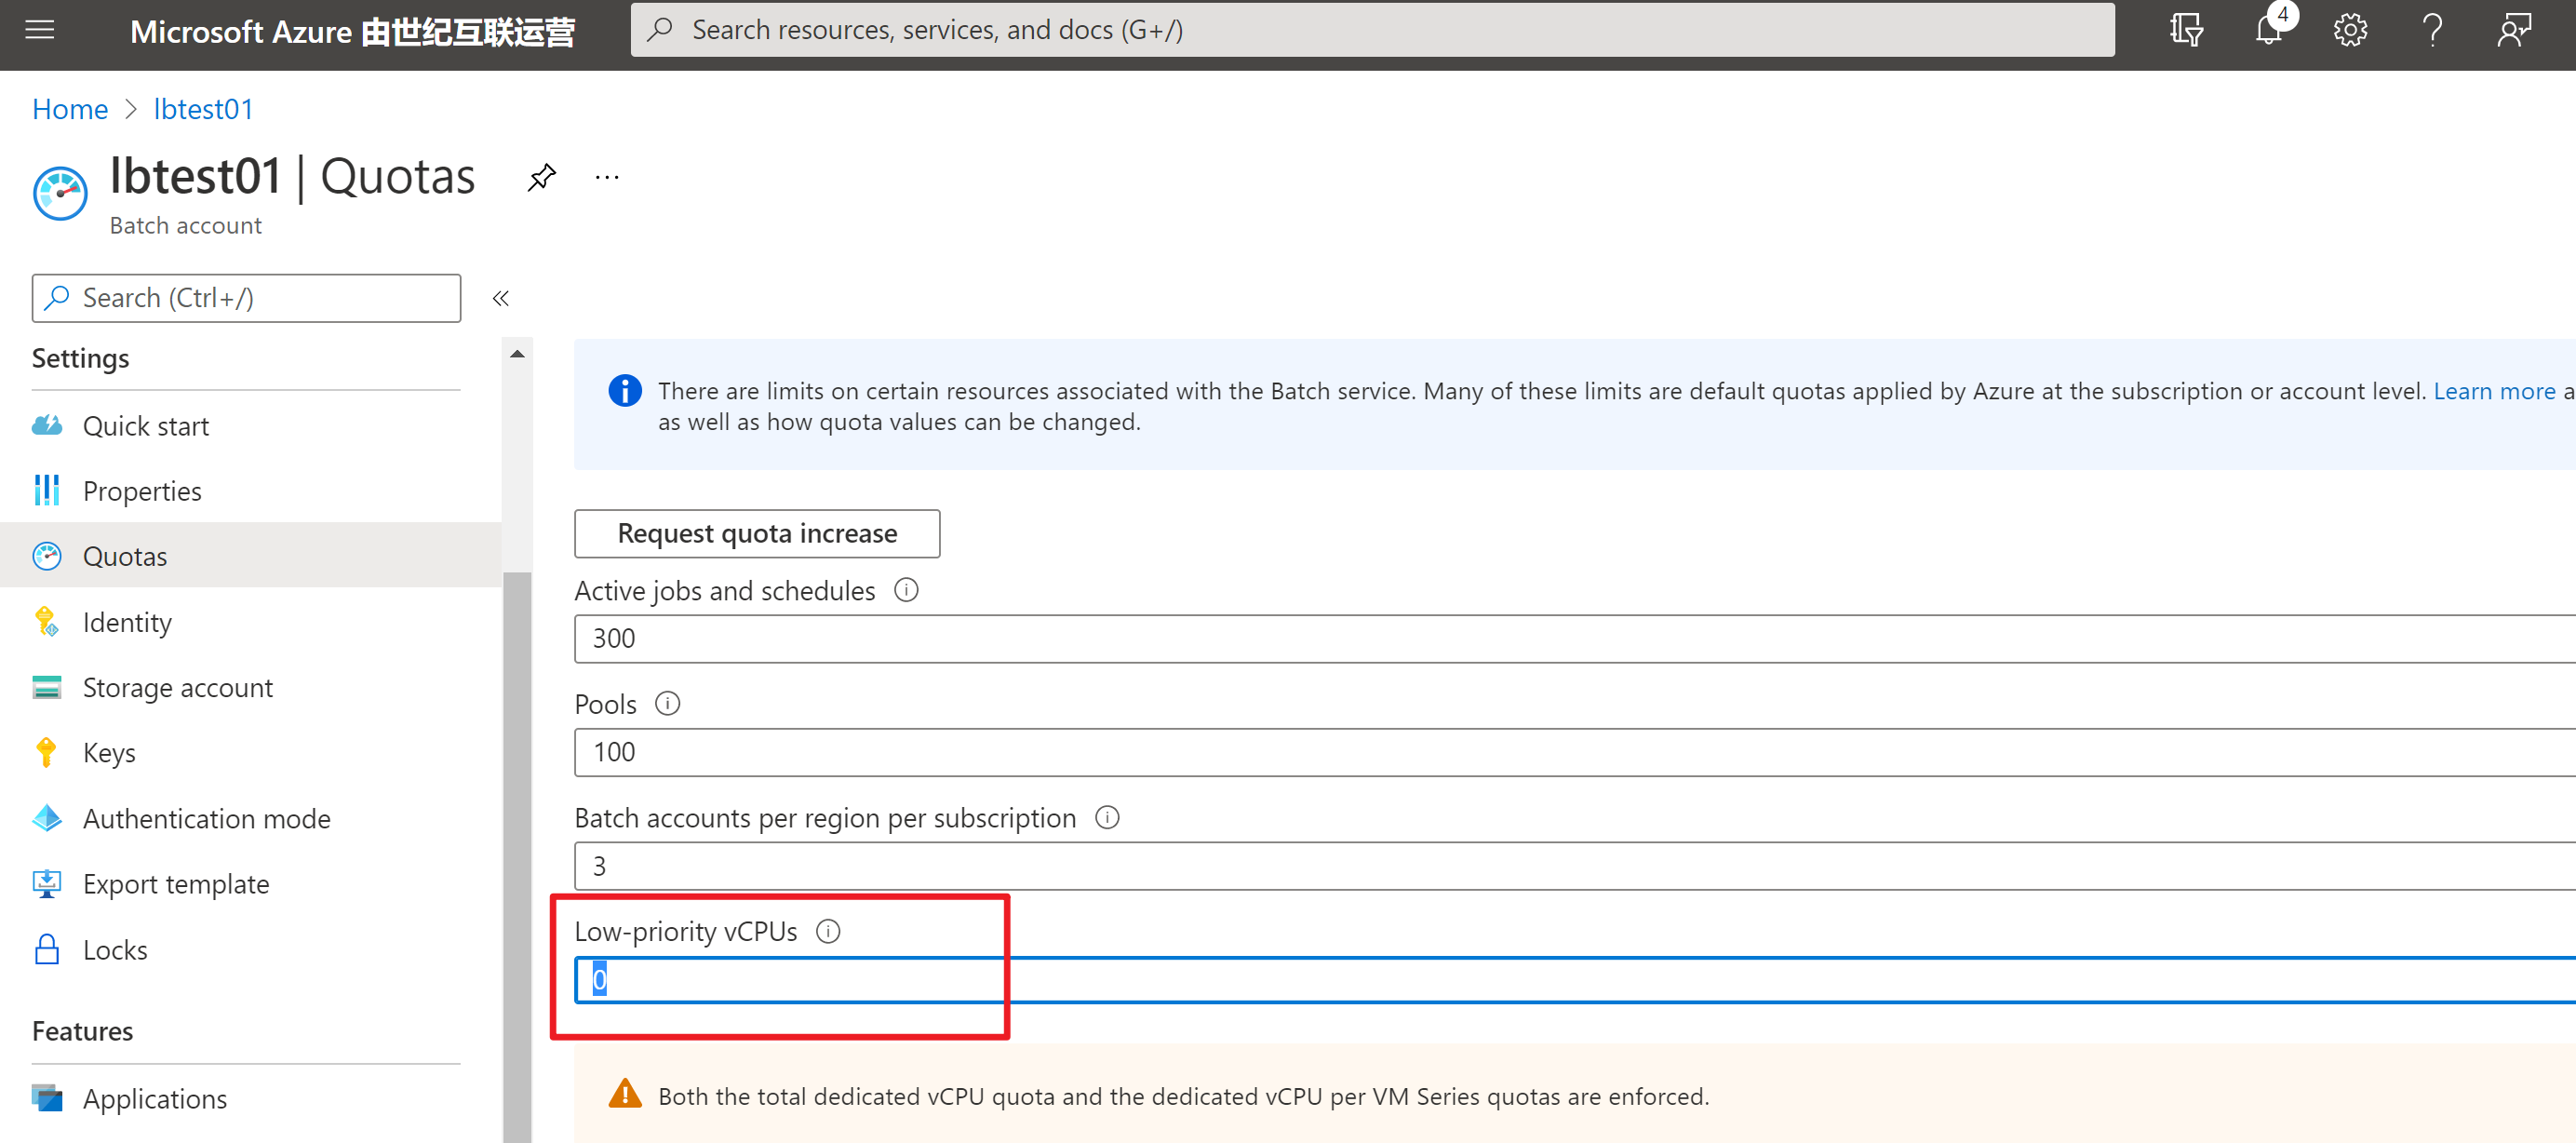 Microsoft Azure 由世纪互联运营
Search resources, services, and docs (G+/)
4
Home > lbtest01
lbtest01 | Quotas
Batch account
Search (Ctrl+/)
Settings
Quick start
Properties
Quotas
Identity
Storage account
Keys
Authentication mode
Export template
Locks
Features
Applications
There are limits on certain resources associated with the Batch service. Many of these limits are default quotas applied by Azure at the subscription or account level. Learn more a
as well as how quota values can be changed.
Request quota increase
Active jobs and schedules
300
Pools
100
Batch accounts per region per subscription
3
Low-priority vCPUs
0
Both the total dedicated vCPU quota and the dedicated vCPU per VM Series quotas are enforced.